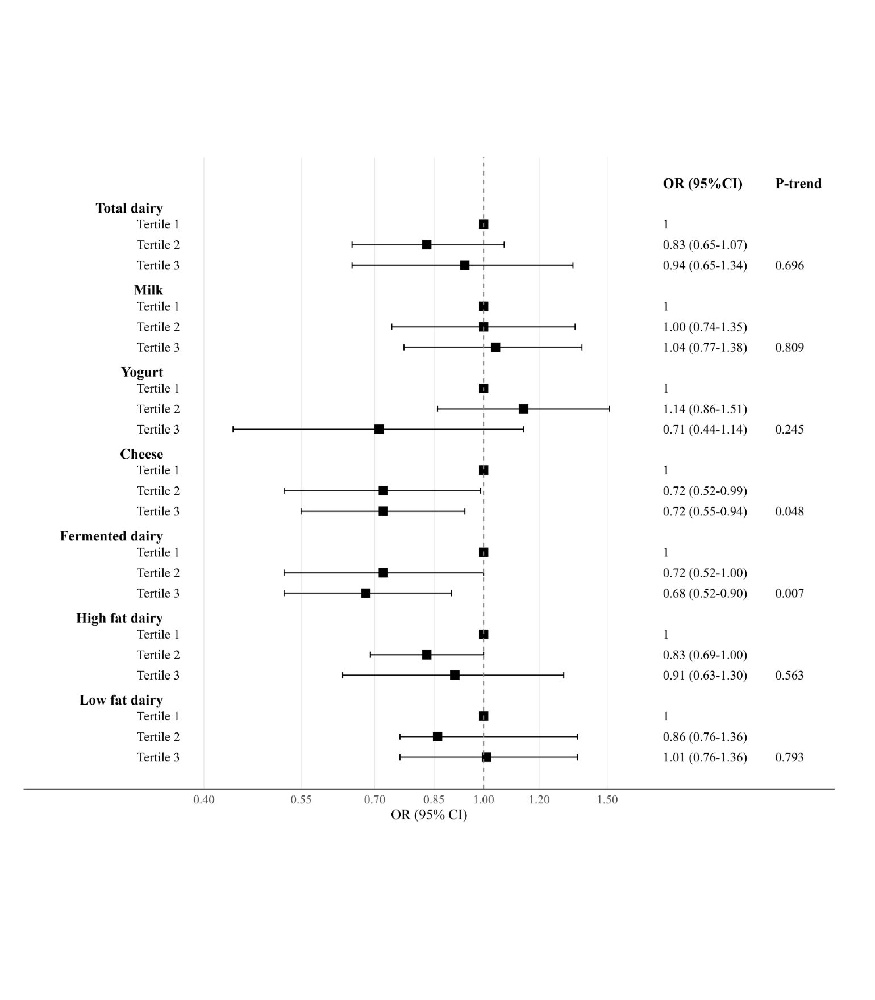 OR (95%CI) P-trend
Total dairy
Tertile 1 1
Tertile 2 0.83 (0.65-1.07)
Tertile 3 0.94 (0.65-1.34) 0.696
Milk
Tertile 1 1
Tertile 2 1.00 (0.74-1.35)
Tertile 3 1.04 (0.77-1.38) 0.809
Yogurt
Tertile 1 1
Tertile 2 1.14 (0.86-1.51)
Tertile 3 0.71 (0.44-1.14) 0.245
Cheese
Tertile 1 1
Tertile 2 0.72 (0.52-0.99)
Tertile 3 0.72 (0.55-0.94) 0.048
Fermented dairy
Tertile 1 1
Tertile 2 0.72 (0.52-1.00)
Tertile 3 0.68 (0.52-0.90) 0.007
High fat dairy
Tertile 1 1
Tertile 2 0.83 (0.69-1.00)
Tertile 3 0.91 (0.63-1.30) 0.563
Low fat dairy
Tertile 1 1
Tertile 2 0.86 (0.76-1.36)
Tertile 3 1.01 (0.76-1.36) 0.793
0.40 0.55 0.70 0.85 1.00 1.20 1.50
OR (95% CI)